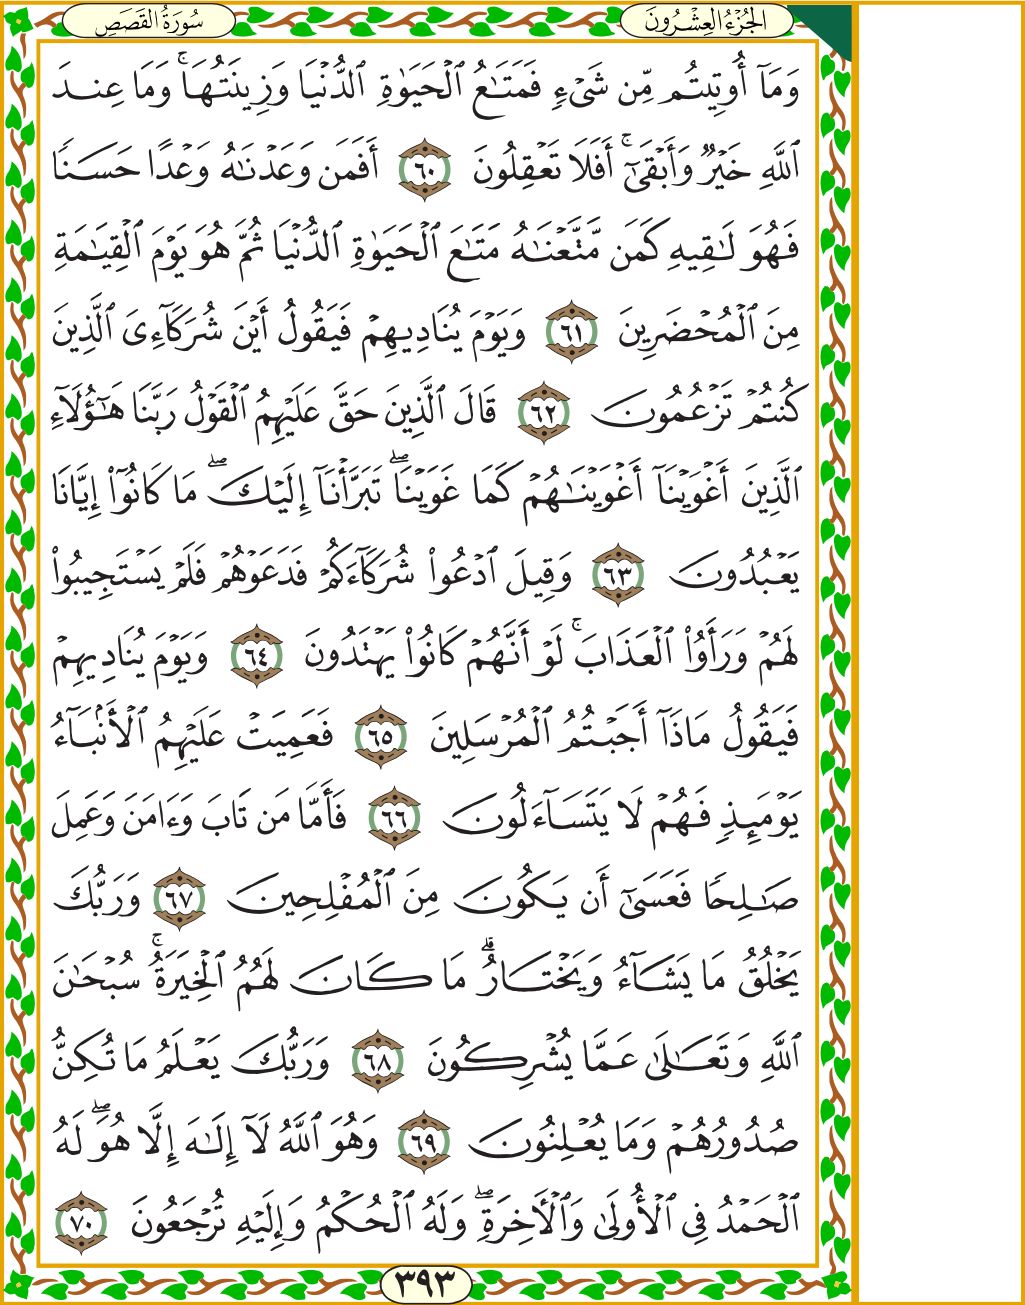 سُورَةُ القَصَصِ
الجُزْءُ العِشْرُونَ
وَمَآ أُوتِيتُم مِّن شَىْءٍ فَمَتَـٰعُ ٱلْحَيَوٰةِ ٱلدُّنْيَا وَزِينَتُهَا ۚ وَمَا عِندَ
ٱللَّهِ خَيْرٌ وَأَبْقَىٰٓ ۚ أَفَلَا تَعْقِلُونَ ٦٠ أَفَمَن وَعَدْنَـٰهُ وَعْدًا حَسَنًا
فَهُوَ لَـٰقِيهِ كَمَن مَّتَّعْنَـٰهُ مَتَـٰعَ ٱلْحَيَوٰةِ ٱلدُّنْيَا ثُمَّ هُوَ يَوْمَ ٱلْقِيَـٰمَةِ
مِنَ ٱلْمُحْضَرِينَ ٦١ وَيَوْمَ يُنَادِيهِمْ فَيَقُولُ أَيْنَ شُرَكَآءِىَ ٱلَّذِينَ
كُنتُمْ تَزْعُمُونَ ٦٢ قَالَ ٱلَّذِينَ حَقَّ عَلَيْهِمُ ٱلْقَوْلُ رَبَّنَا هَـٰٓؤُلَآءِ
ٱلَّذِينَ أَغْوَيْنَآ أَغْوَيْنَـٰهُمْ كَمَا غَوَيْنَا ۖ تَبَرَّأْنَآ إِلَيْكَ ۖ مَا كَانُوٓا۟ إِيَّانَا
يَعْبُدُونَ ٦٣ وَقِيلَ ٱدْعُوا۟ شُرَكَآءَكُمْ فَدَعَوْهُمْ فَلَمْ يَسْتَجِيبُوا۟
لَهُمْ وَرَأَوُا۟ ٱلْعَذَابَ ۚ لَوْ أَنَّهُمْ كَانُوا۟ يَهْتَدُونَ ٦٤ وَيَوْمَ يُنَادِيهِمْ
فَيَقُولُ مَاذَآ أَجَبْتُمُ ٱلْمُرْسَلِينَ ٦٥ فَعَمِيَتْ عَلَيْهِمُ ٱلْأَنۢبَآءُ
يَوْمَئِذٍ فَهُمْ لَا يَتَسَآءَلُونَ ٦٦ فَأَمَّا مَن تَابَ وَءَامَنَ وَعَمِلَ
صَـٰلِحًا فَعَسَىٰٓ أَن يَكُونَ مِنَ ٱلْمُفْلِحِينَ ٦٧ وَرَبُّكَ
يَخْلُقُ مَا يَشَآءُ وَيَخْتَارُ ۗ مَا كَانَ لَهُمُ ٱلْخِيَرَةُ ۚ سُبْحَـٰنَ
ٱللَّهِ وَتَعَـٰلَىٰ عَمَّا يُشْرِكُونَ ٦٨ وَرَبُّكَ يَعْلَمُ مَا تُكِنُّ
صُدُورُهُمْ وَمَا يُعْلِنُونَ ٦٩ وَهُوَ ٱللَّهُ لَآ إِلَـٰهَ إِلَّا هُوَ ۖ لَهُ
ٱلْحَمْدُ فِى ٱلْأُولَىٰ وَٱلْـَٔاخِرَةِ ۖ وَلَهُ ٱلْحُكْمُ وَإِلَيْهِ تُرْجَعُونَ ٧٠
٣٩٣